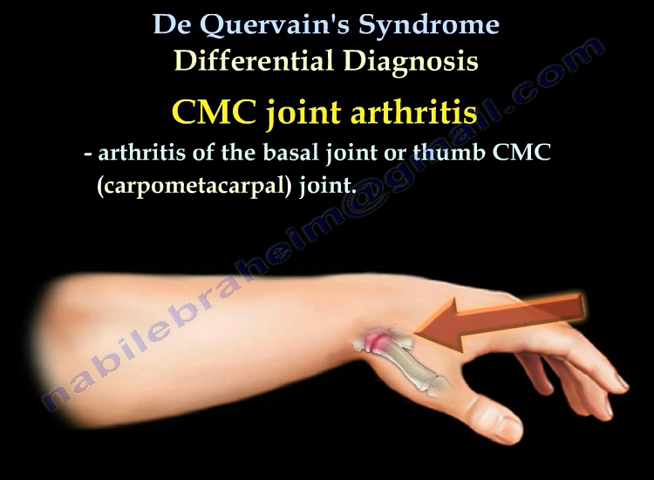 De Quervain's Syndrome
Differential Diagnosis
CMC joint arthritis
- arthritis of the basal joint or thumb CMC
(carpometacarpal) joint.
nabilebraheim@gmail.com